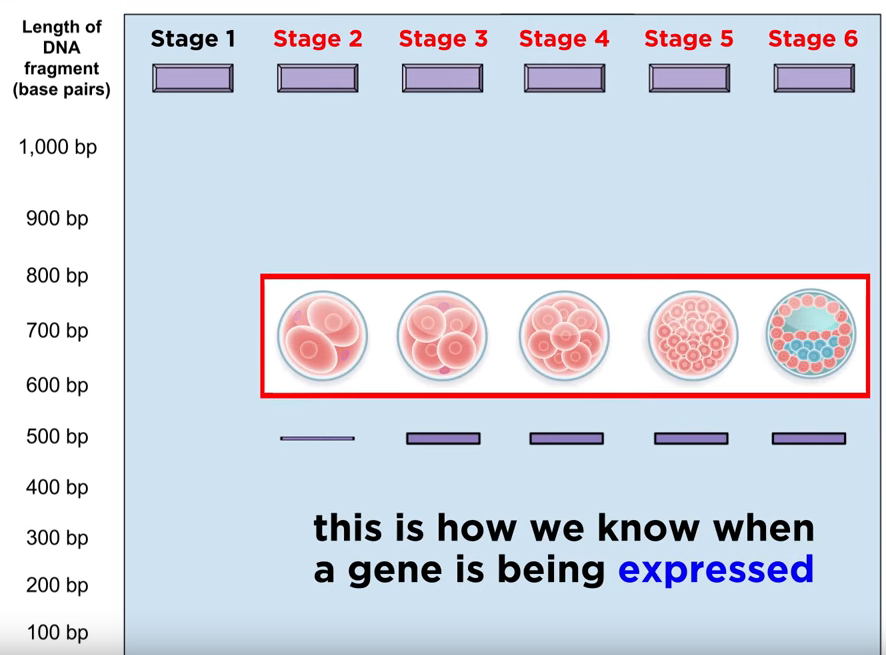 Length of
DNA
fragment
(base pairs)
Stage 1 Stage 2 Stage 3 Stage 4 Stage 5 Stage 6
1,000 bp
900 bp
800 bp
700 bp
600 bp
500 bp
400 bp
300 bp
200 bp
100 bp
this is how we know when
a gene is being expressed